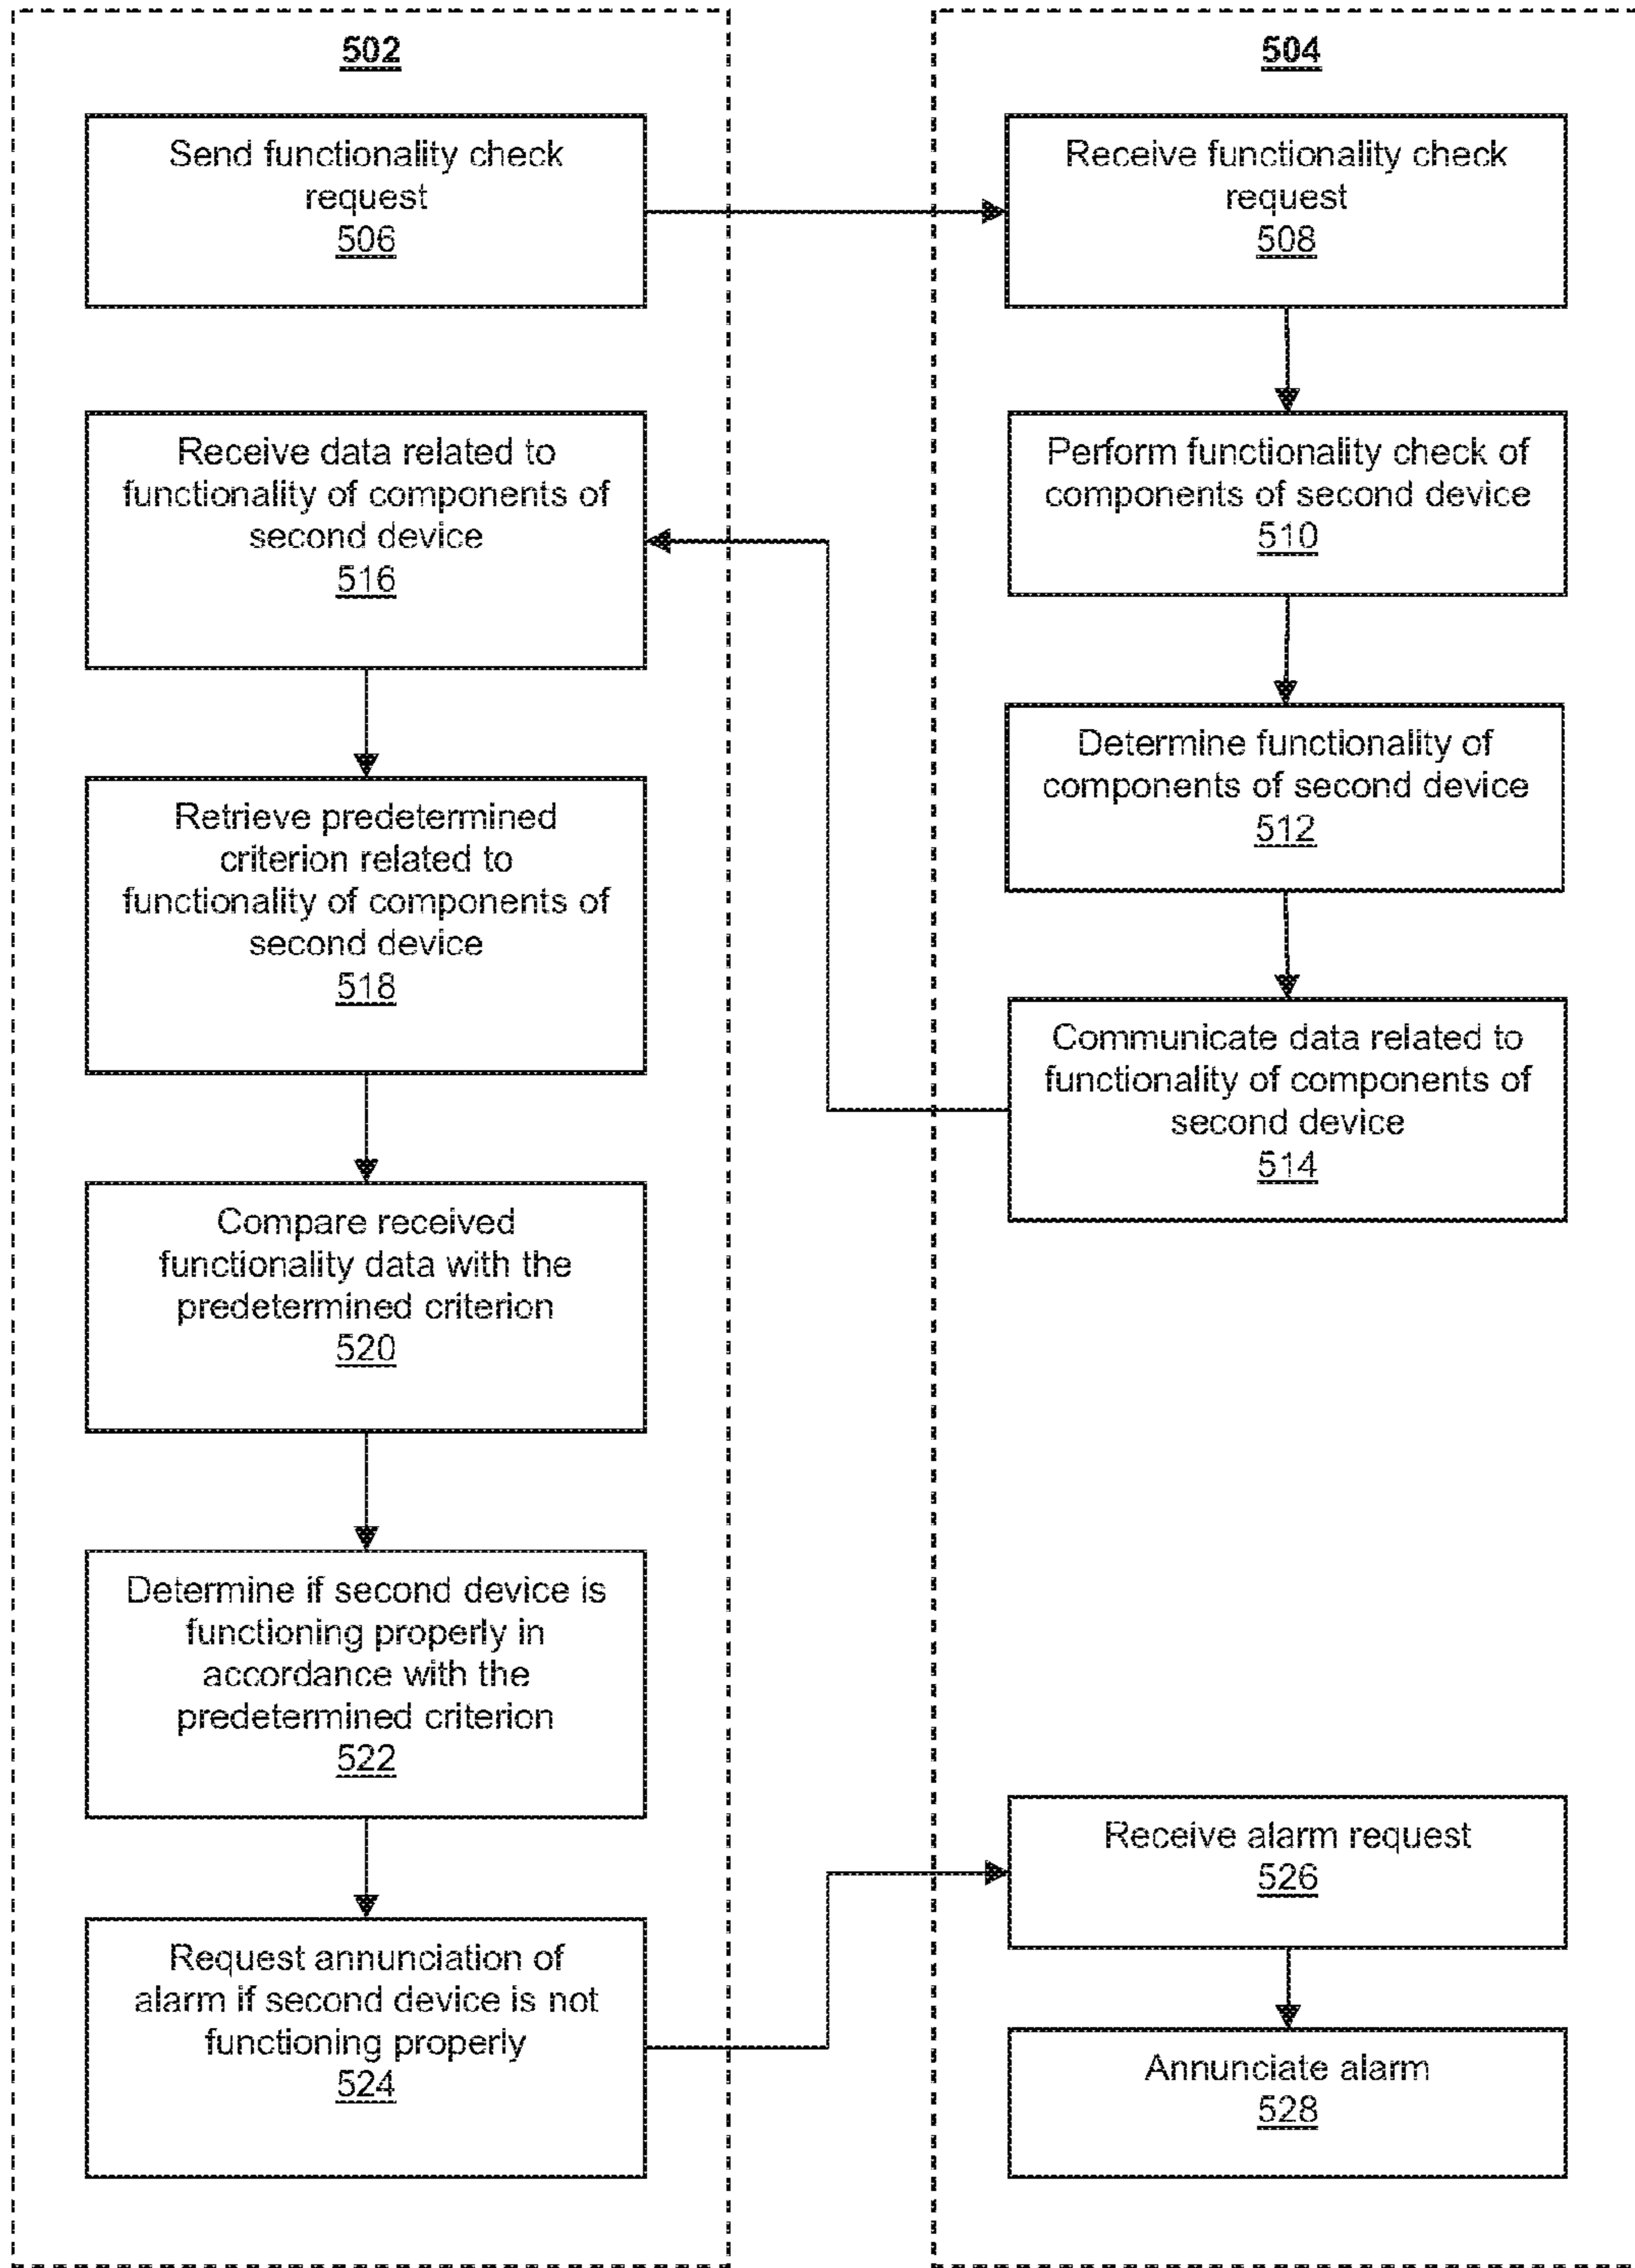 502
Send functionality check
request
506
Receive data related to
functionality of components of
second device
516
Retrieve predetermined
criterion related to
functionality of components of
second device
518
Compare received
functionality data with the
predetermined criterion
520
Determine if second device is
functioning properly in
accordance with the
predetermined criterion
522
Request annunciation of
alarm if second device is not
functioning properly
524
504
Receive functionality check
request
508
Perform functionality check of
components of second device
510
Determine functionality of
components of second device
512
Communicate data related to
functionality of components of
second device
514
Receive alarm request
526
Annunciate alarm
528